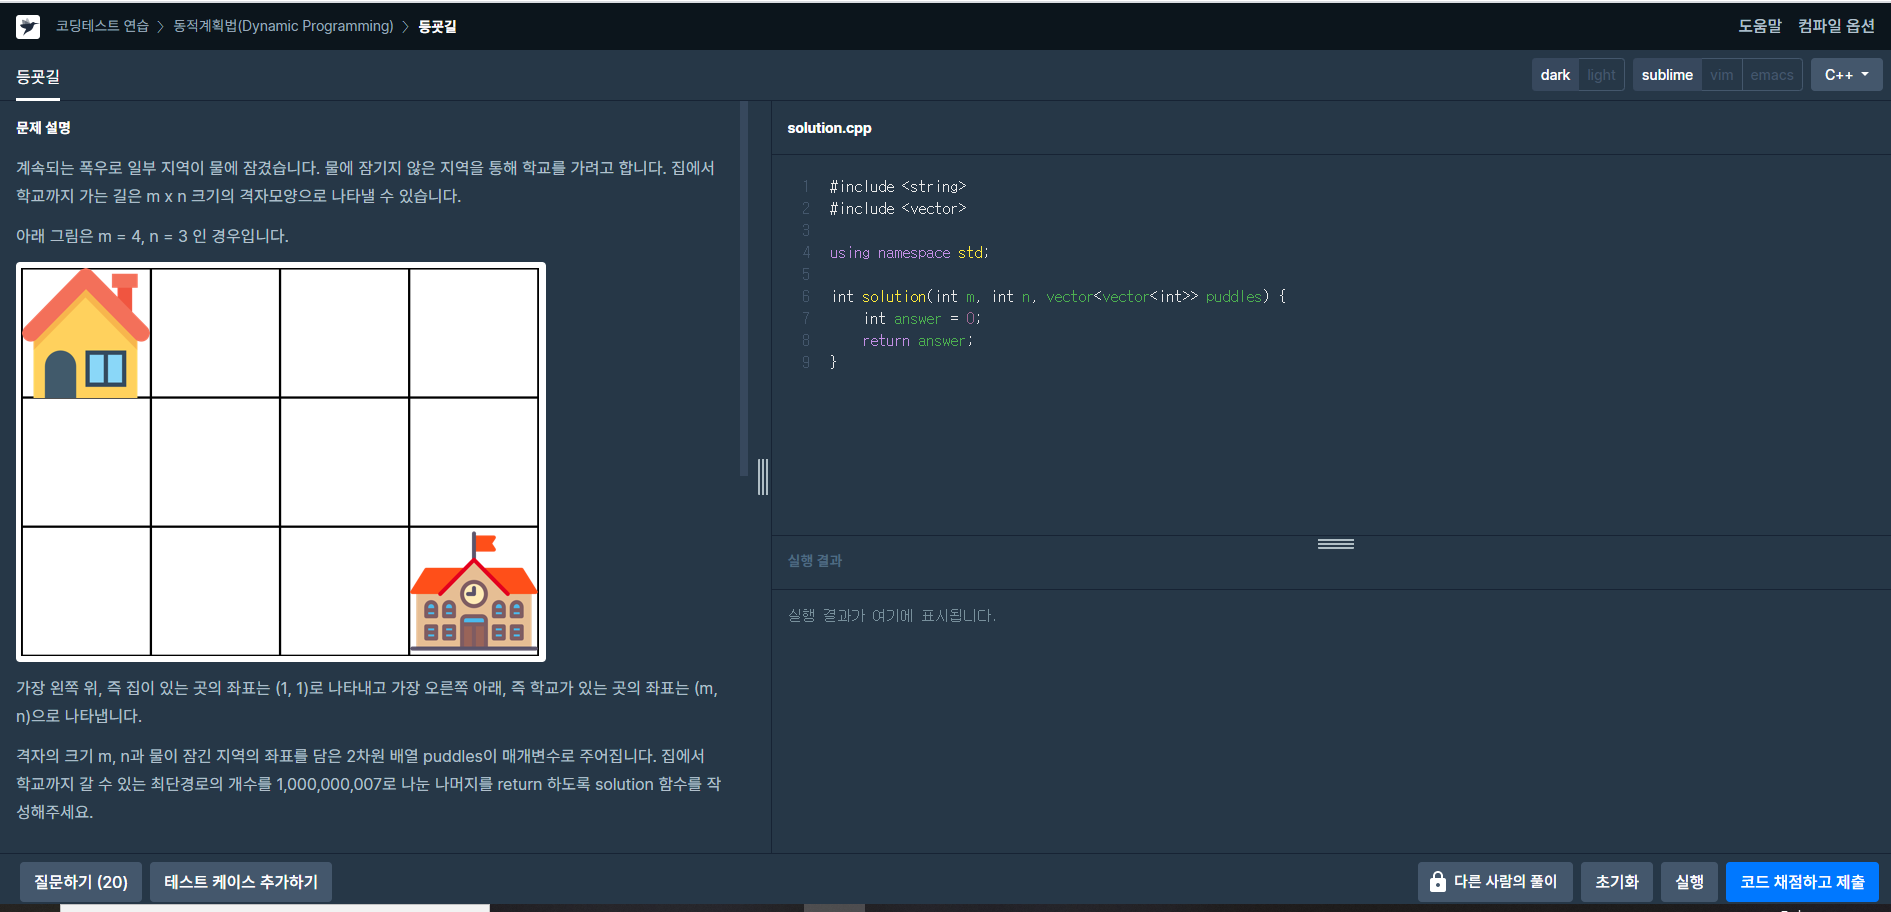 코딩테스트 연습 > 동적계획법(Dynamic Programming) > 등굣길
도움말 컴파일 옵션
등굣길
dark light sublime vim emacs C++
문제 설명
계속되는 폭우로 일부 지역이 물에 잠겼습니다. 물에 잠기지 않은 지역을 통해 학교를 가려고 합니다. 집에서
학교까지 가는 길은 m x n 크기의 격자모양으로 나타낼 수 있습니다.
아래 그림은 m = 4, n = 3 인 경우입니다.
가장 왼쪽 위, 즉 집이 있는 곳의 좌표는 (1, 1)로 나타내고 가장 오른쪽 아래, 즉 학교가 있는 곳의 좌표는 (m,
n)으로 나타냅니다.
격자의 크기 m, n과 물이 잠긴 지역의 좌표를 담은 2차원 배열 puddles이 매개변수로 주어집니다. 집에서
학교까지 갈 수 있는 최단경로의 개수를 1,000,000,007로 나눈 나머지를 return 하도록 solution 함수를 작
성해주세요.
solution.cpp
1 #include <string>
2 #include <vector>
3
4 using namespace std;
5
6 int solution(int m, int n, vector<vector<int>> puddles) {
7     int answer = 0;
8     return answer;
9 }
실행 결과
실행 결과가 여기에 표시됩니다.
질문하기 (20) 테스트 케이스 추가하기
다른 사람의 풀이 초기화 실행 코드 채점하고 제출